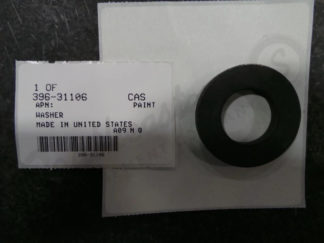 1 OF
396-31106 CAS
APN: PAINT
WASHER
MADE IN UNITED STATES
A09 M 0
396-31106